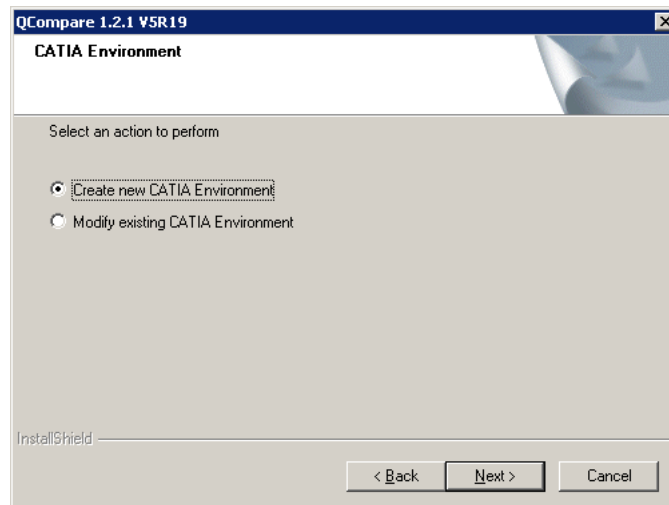 QCompare 1.2.1 V5R19
CATIA Environment
Select an action to perform
Create new CATIA Environment
Modify existing CATIA Environment
InstallShield
< Back Next > Cancel